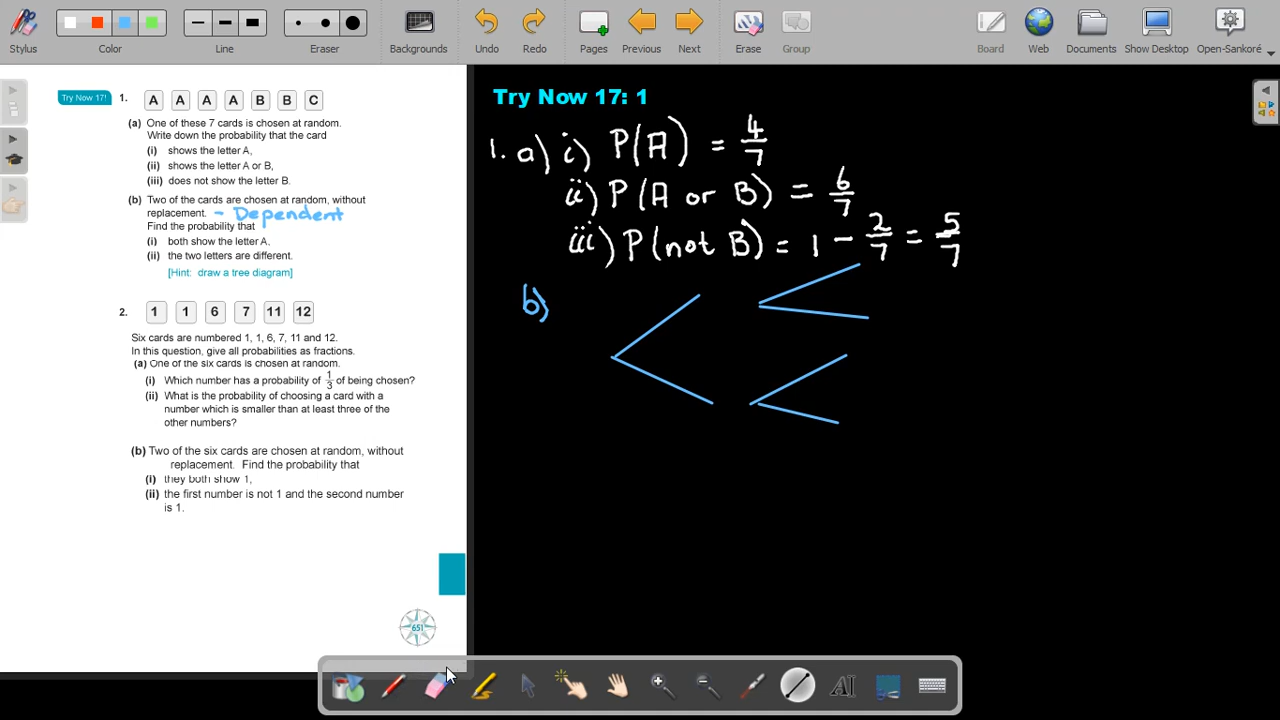 Stylus Color Line Eraser Backgrounds Undo Redo Pages Previous Next Erase Group Board Web Documents Show Desktop Open-Sankoré
Try Now 17!
1. A A A A B B C
(a) One of these 7 cards is chosen at random.
Write down the probability that the card
(i) shows the letter A,
(ii) shows the letter A or B,
(iii) does not show the letter B.
(b) Two of the cards are chosen at random, without
replacement. - Dependent
Find the probability that
(i) both show the letter A,
(ii) the two letters are different.
[Hint: draw a tree diagram]
2. 1 1 6 7 11 12
Six cards are numbered 1, 1, 6, 7, 11 and 12.
In this question, give all probabilities as fractions.
(a) One of the six cards is chosen at random.
(i) Which number has a probability of 1/3 of being chosen?
(ii) What is the probability of choosing a card with a
number which is smaller than at least three of the
other numbers?
(b) Two of the six cards are chosen at random, without
replacement. Find the probability that
(i) they both show 1,
(ii) the first number is not 1 and the second number
is 1.
651
Try Now 17: 1
1. a) i) P(A) = 4/7
ii) P(A or B) = 6/7
iii) P(not B) = 1 - 2/7 = 5/7
b)
AI